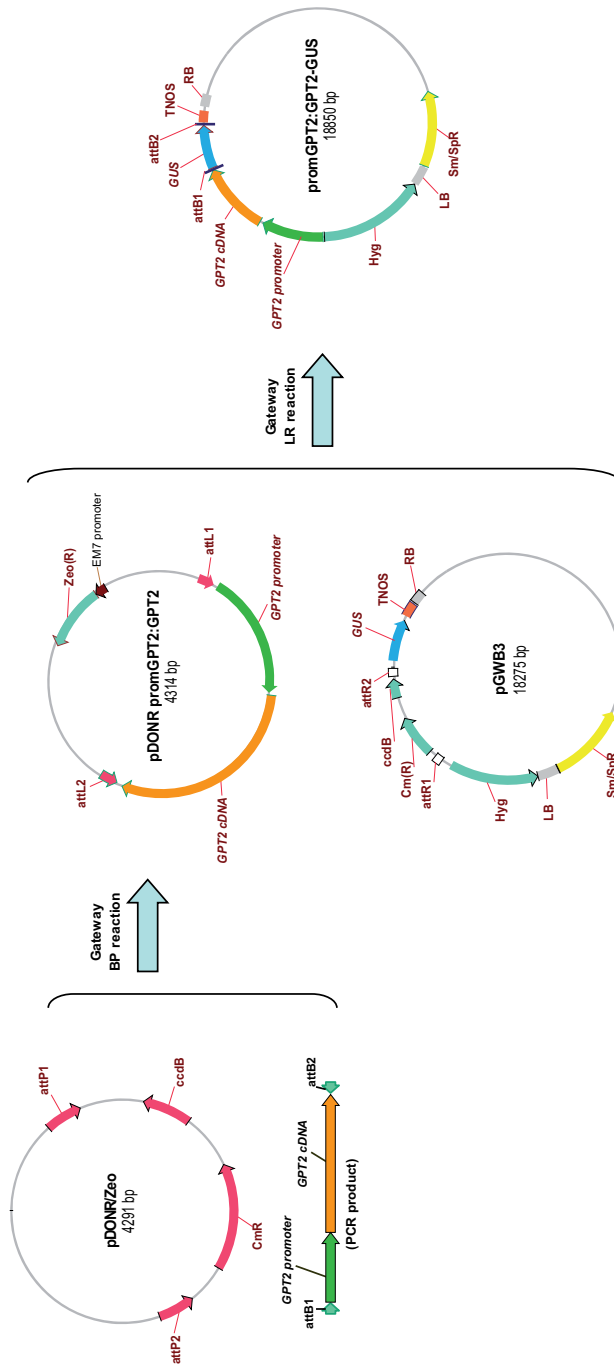 attP1
ccdB
pDONR/Zeo
4291 bp
CmR
attP2
attB1
GPT2 promoter
GPT2 cDNA
attB2
(PCR product)
Gateway
BP reaction
Zeo(R)
EM7 promoter
attL1
GPT2 promoter
pDONR promGPT2:GPT2
4314 bp
attL2
GPT2 cDNA
attR2
GUS
TNOS
RB
ccdB
Cm(R)
attR1
pGWB3
18275 bp
Hyg
LB
Sm/SpR
Gateway
LR reaction
attB1
GUS
attB2
TNOS
RB
GPT2 cDNA
GPT2 promoter
promGPT2:GPT2-GUS
18850 bp
Hyg
LB
Sm/SpR